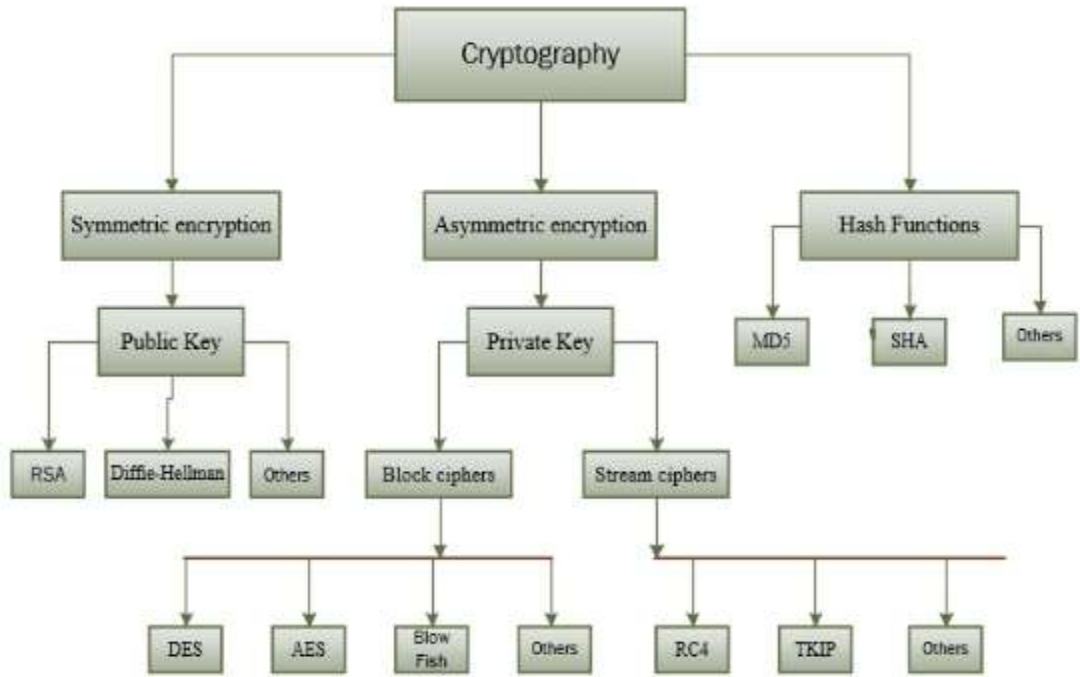 Cryptography
Symmetric encryption
Asymmetric encryption
Hash Functions
Public Key
Private Key
MD5
SHA
Others
RSA
Diffie-Hellman
Others
Block ciphers
Stream ciphers
DES
AES
Blow
Fish
Others
RC4
TKIP
Others